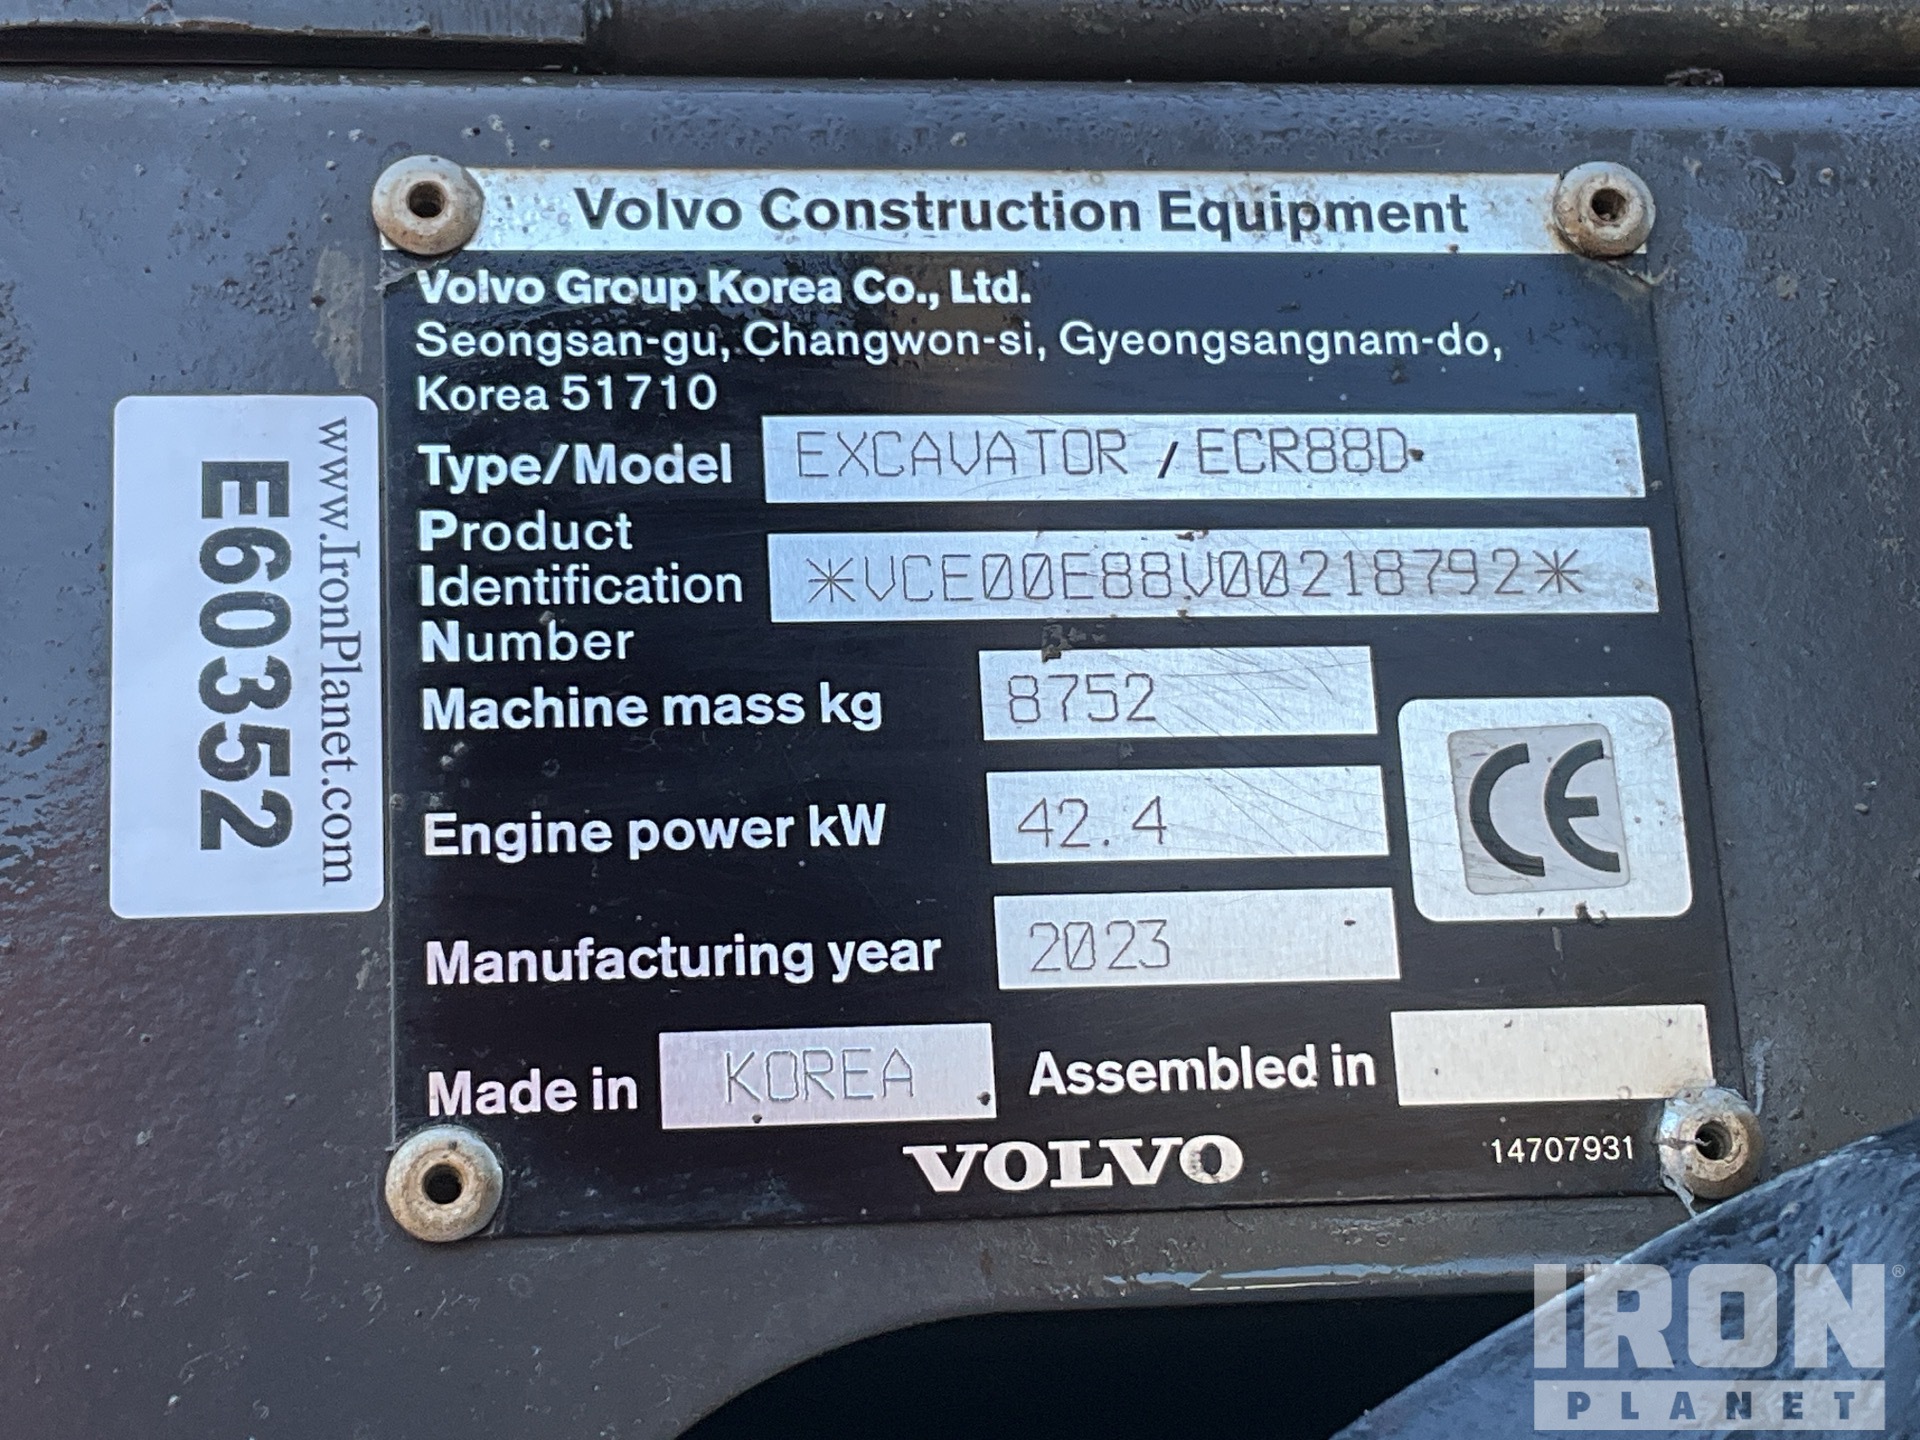 Volvo Construction Equipment
Volvo Group Korea Co., Ltd.
Seongsan-gu, Changwon-si, Gyeongsangnam-do,
Korea 51710
Type/Model EXCAVATOR / ECR88D
Product
Identification *VCE00E88V00218792*
Number
Machine mass kg 8752
Engine power kW 42.4
CE
Manufacturing year 2023
Made in KOREA Assembled in
VOLVO 14707931
www.IronPlanet.com
E60352
IRON ®
PLANET